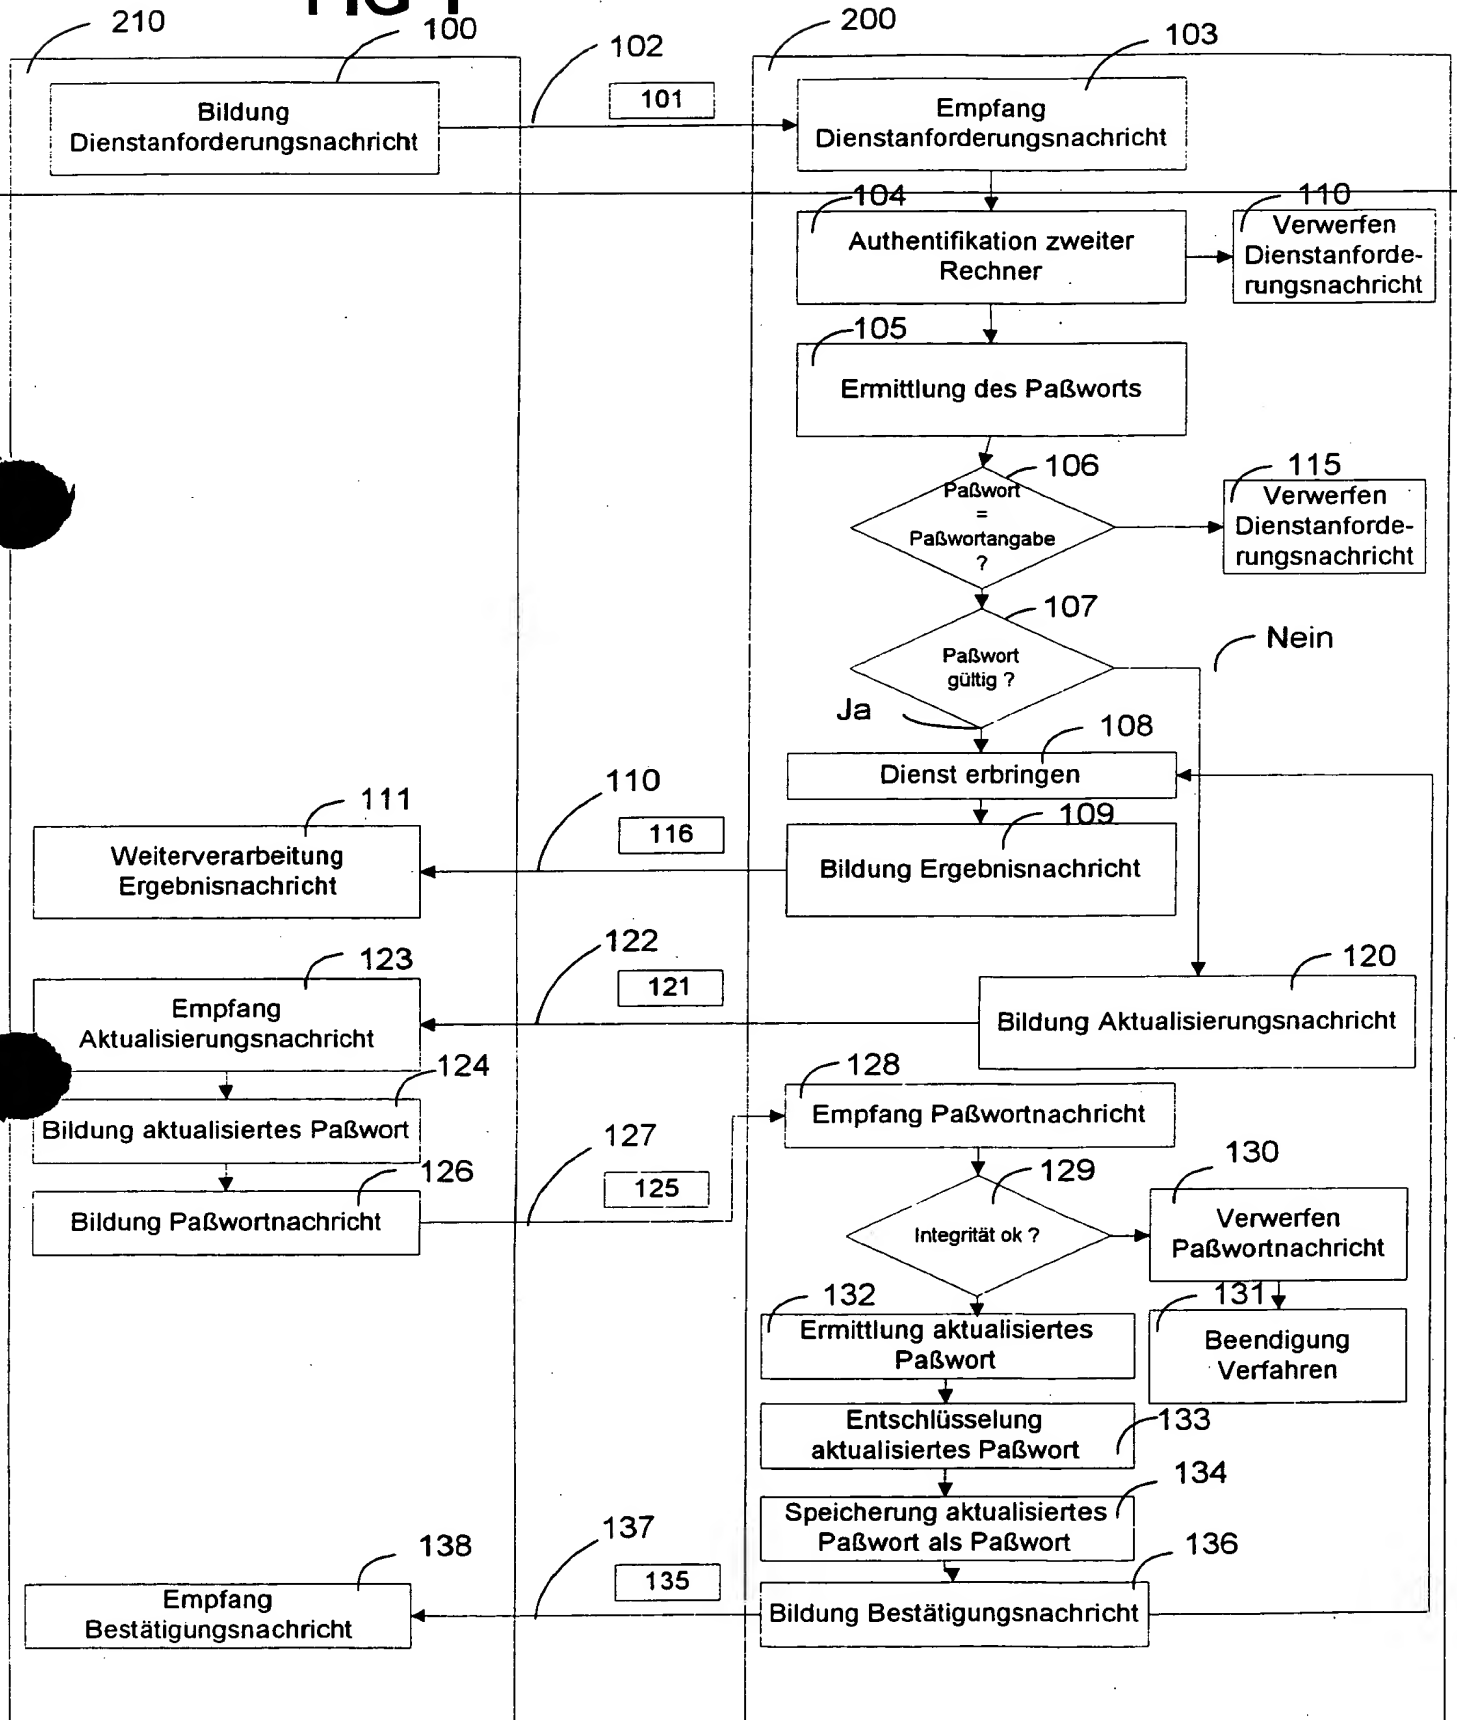 FIG 1
210
100
102
200
103
101
Bildung
Dienstanforderungsnachricht
Empfang
Dienstanforderungsnachricht
104
110
Authentifikation zweiter
Rechner
Verwerfen
Dienstanforde-
rungsnachricht
105
Ermittlung des Paßworts
106
115
Paßwort
=
Paßwortangabe
?
Verwerfen
Dienstanforde-
rungsnachricht
107
Nein
Paßwort
gültig ?
Ja
108
Dienst erbringen
110
111
116
109
Weiterverarbeitung
Ergebnisnachricht
Bildung Ergebnisnachricht
122
123
121
120
Empfang
Aktualisierungsnachricht
Bildung Aktualisierungsnachricht
124
128
Bildung aktualisiertes Paßwort
Empfang Paßwortnachricht
127
126
125
129
130
Bildung Paßwortnachricht
Integrität ok ?
Verwerfen
Paßwortnachricht
132
131
Ermittlung aktualisiertes
Paßwort
Beendigung
Verfahren
133
Entschlüsselung
aktualisiertes Paßwort
134
Speicherung aktualisiertes
Paßwort als Paßwort
137
138
135
136
Empfang
Bestätigungsnachricht
Bildung Bestätigungsnachricht